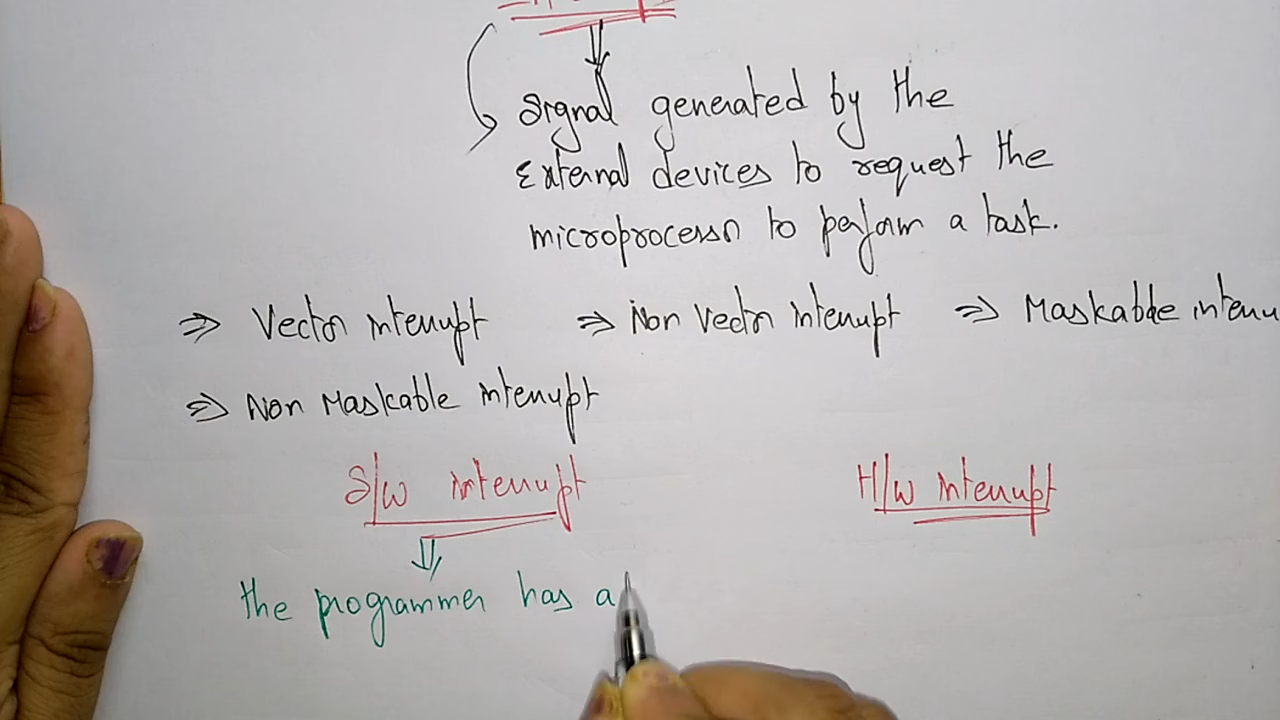 Signal generated by the
External devices to request the
microprocessor to perform a task.
⇒ Vector interrupt ⇒ Non Vector interrupt ⇒ Maskable interru
⇒ Non Maskable interrupt
S/w interrupt H/w interrupt
the programmer has a